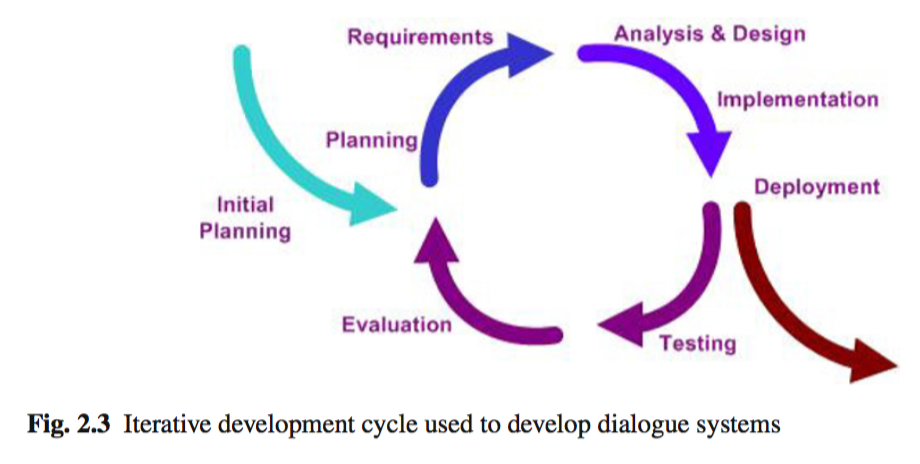 Requirements
Analysis & Design
Implementation
Planning
Deployment
Initial
Planning
Evaluation
Testing
Fig. 2.3 Iterative development cycle used to develop dialogue systems